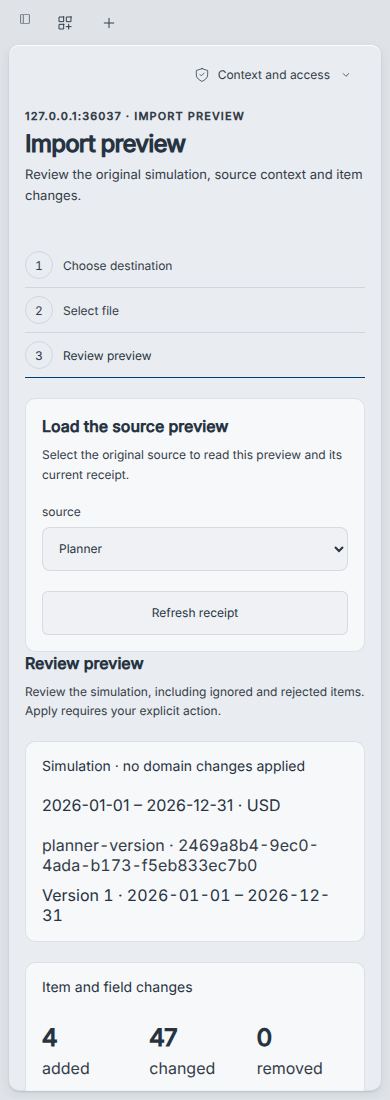 Context and access
127.0.0.1:36037 · IMPORT PREVIEW
Import preview
Review the original simulation, source context and item
changes.
1 Choose destination
2 Select file
3 Review preview
Load the source preview
Select the original source to read this preview and its
current receipt.
source
Planner
Refresh receipt
Review preview
Review the simulation, including ignored and rejected items.
Apply requires your explicit action.
Simulation · no domain changes applied
2026-01-01 – 2026-12-31 · USD
planner-version · 2469a8b4-9ec0-
4ada-b173-f5eb833ec7b0
Version 1 · 2026-01-01 – 2026-12-
31
Item and field changes
4 47 0
added changed removed